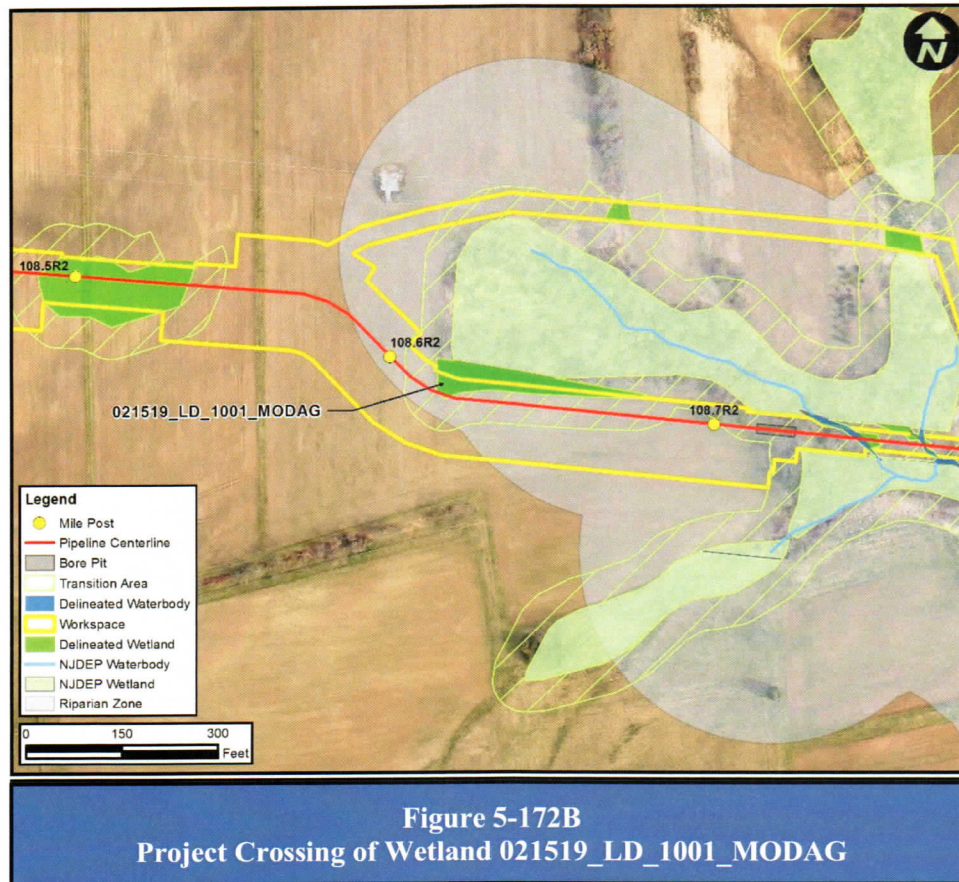 N
108.5R2
108.6R2
021519_LD_1001_MODAG
108.7R2
Legend
Mile Post
Pipeline Centerline
Bore Pit
Transition Area
Delineated Waterbody
Workspace
Delineated Wetland
NJDEP Waterbody
NJDEP Wetland
Riparian Zone
0 150 300
Feet
Figure 5-172B
Project Crossing of Wetland 021519_LD_1001_MODAG